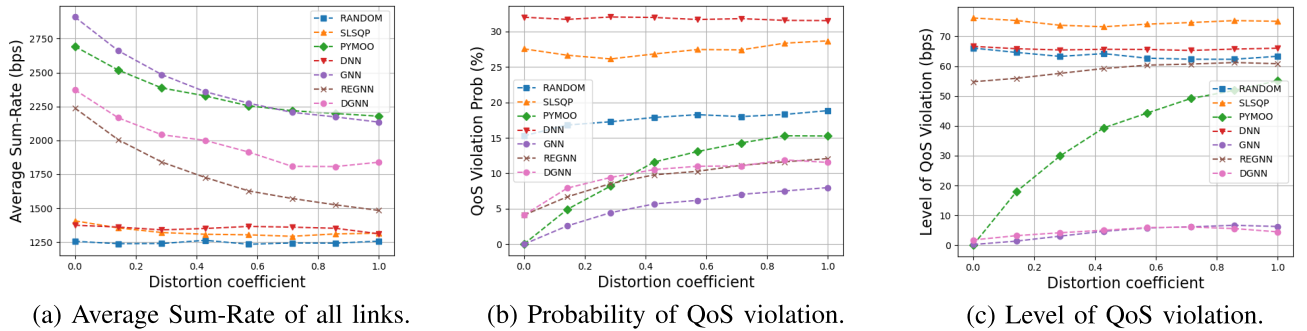 Average Sum-Rate (bps)
2750
2500
2250
2000
1750
1500
1250
RANDOM
SLSQP
PYMOO
DNN
GNN
REGNN
DGNN
0.0 0.2 0.4 0.6 0.8 1.0
Distortion coefficient
(a) Average Sum-Rate of all links.
QoS Violation Prob (%)
30
25
20
15
10
5
0
RANDOM
SLSQP
PYMOO
DNN
GNN
REGNN
DGNN
0.0 0.2 0.4 0.6 0.8 1.0
Distortion coefficient
(b) Probability of QoS violation.
Level of QoS Violation (bps)
70
60
50
40
30
20
10
0
RANDOM
SLSQP
PYMOO
DNN
GNN
REGNN
DGNN
0.0 0.2 0.4 0.6 0.8 1.0
Distortion coefficient
(c) Level of QoS violation.